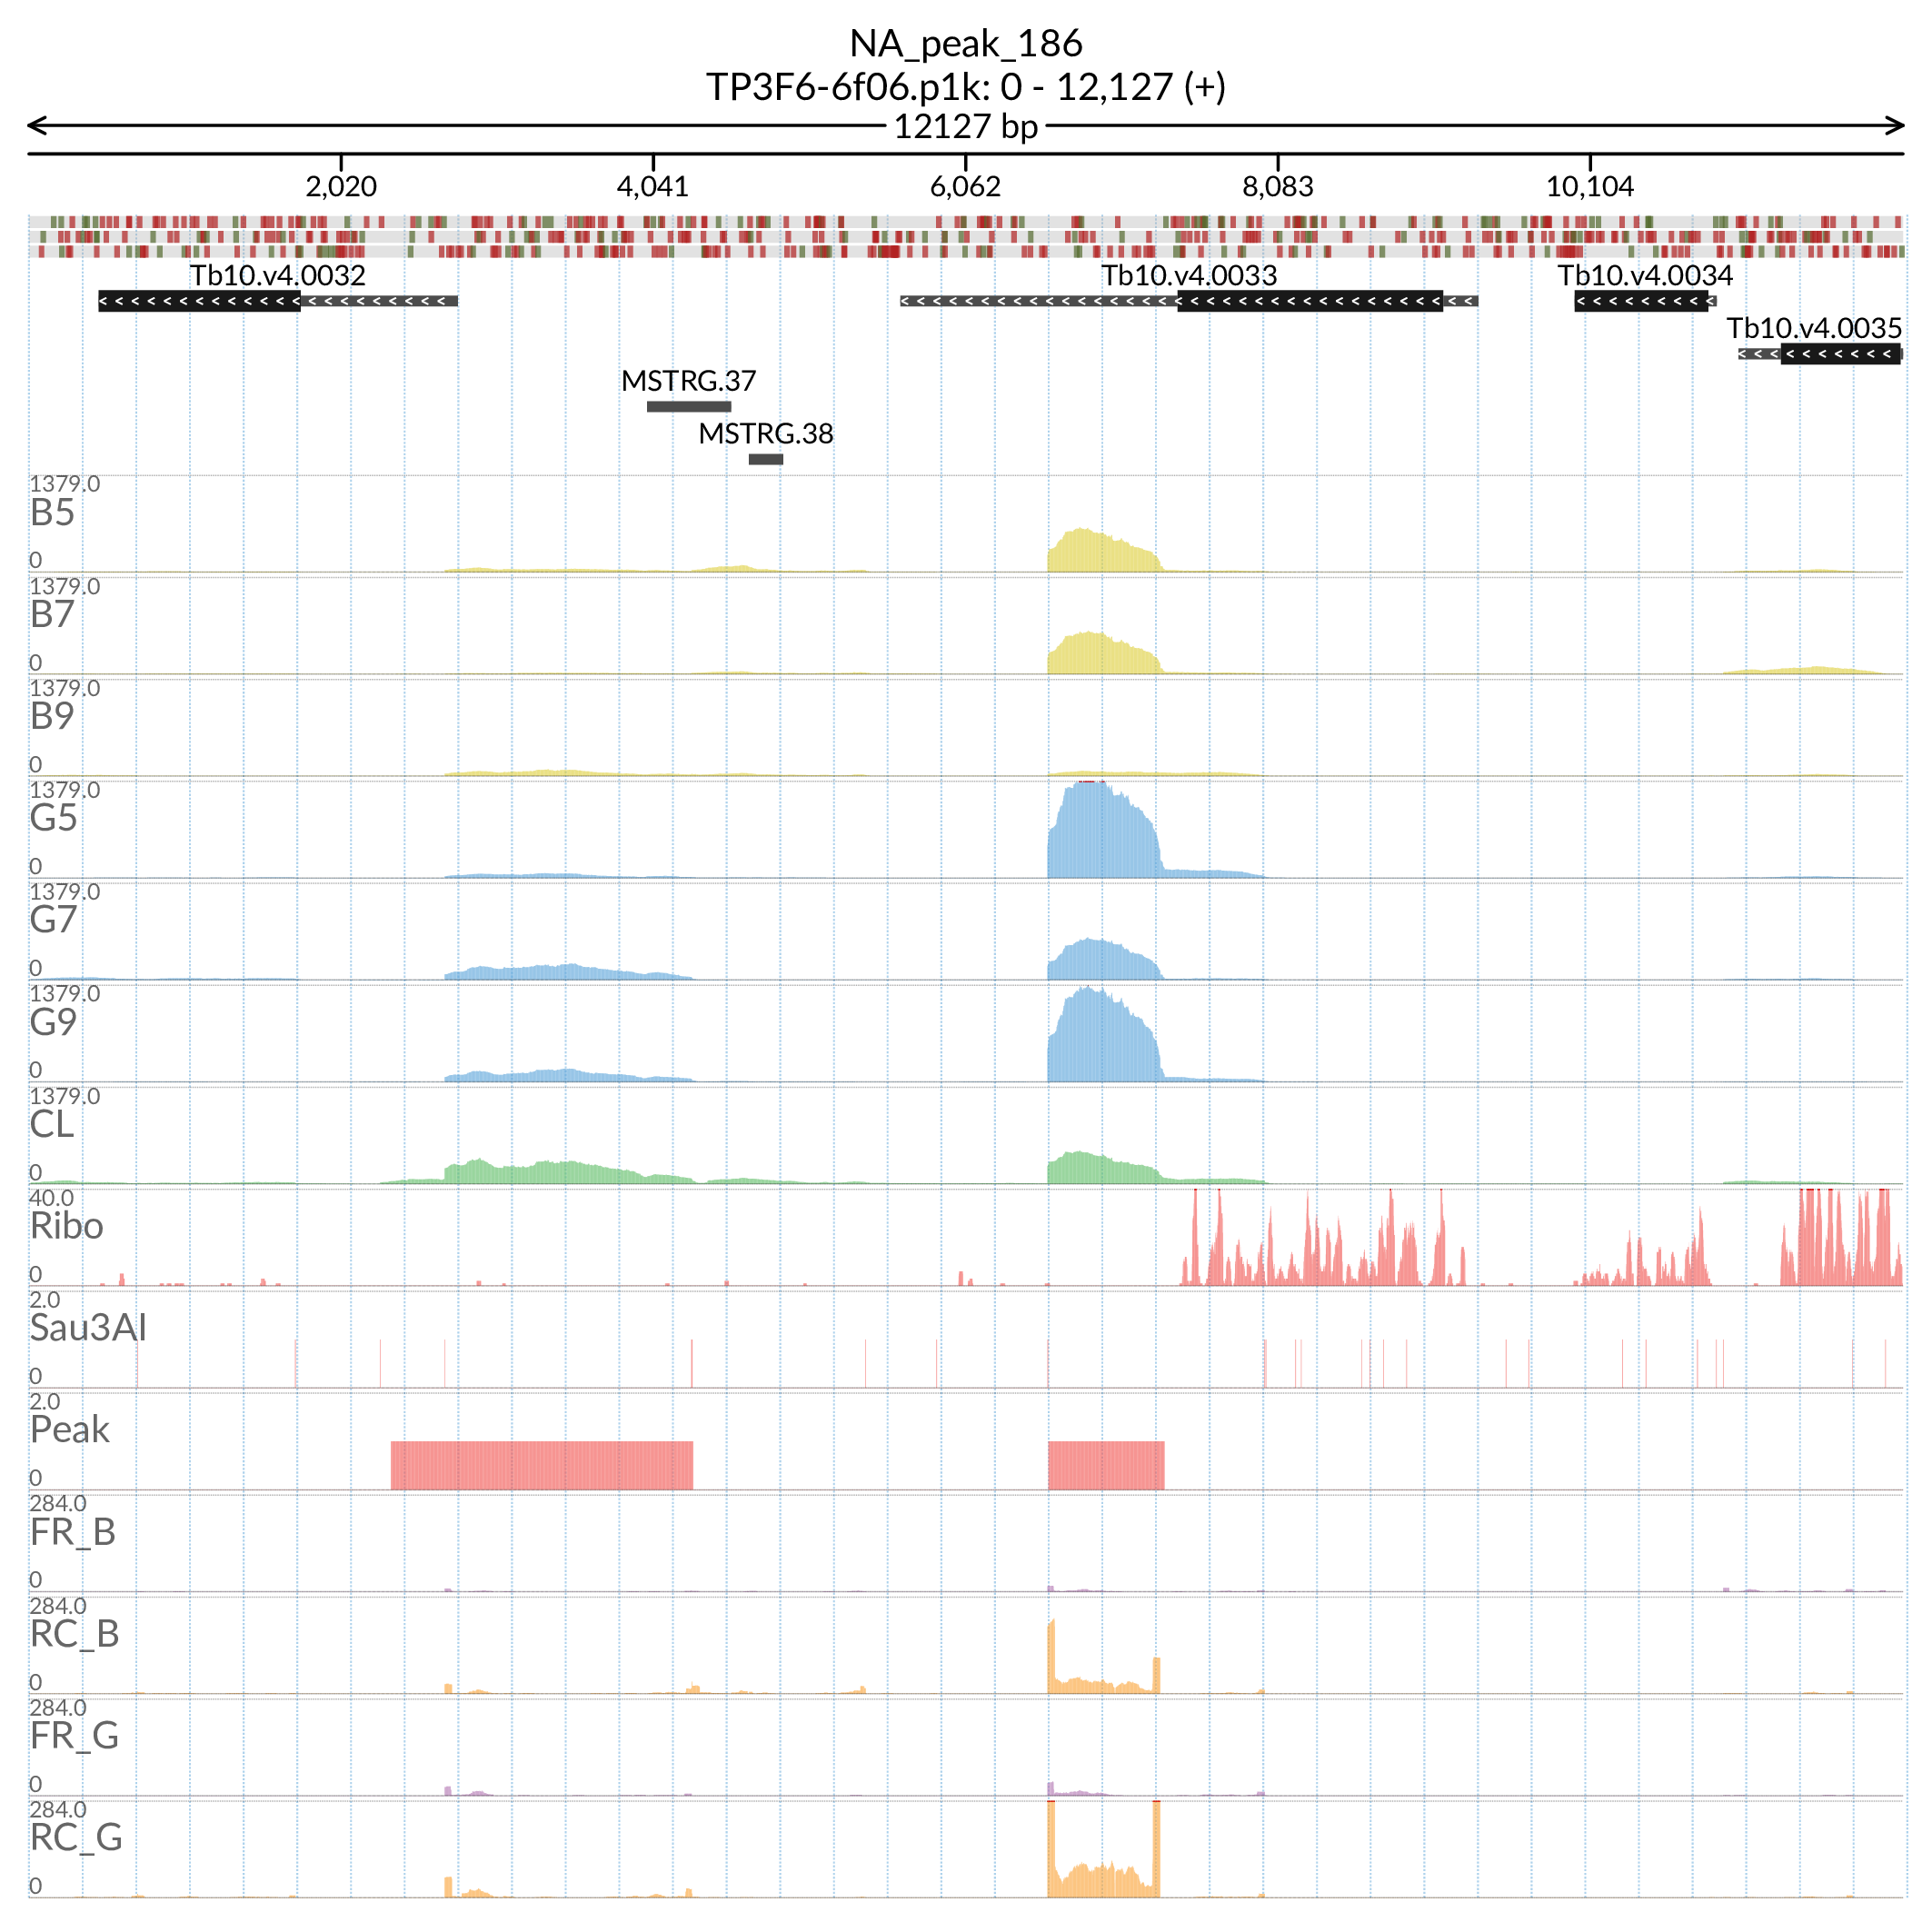 NA_peak_186
TP3F6-6f06.p1k: 0 - 12,127 (+)
12127 bp
2,020 4,041 6,062 8,083 10,104
Tb10.v4.0032 Tb10.v4.0033 Tb10.v4.0034
Tb10.v4.0035
MSTRG.37
MSTRG.38
1379.0
B5
0
1379.0
B7
0
1379.0
B9
0
1379.0
G5
0
1379.0
G7
0
1379.0
G9
0
1379.0
CL
0
40.0
Ribo
0
2.0
Sau3AI
0
2.0
Peak
0
284.0
FR_B
0
284.0
RC_B
0
284.0
FR_G
0
284.0
RC_G
0